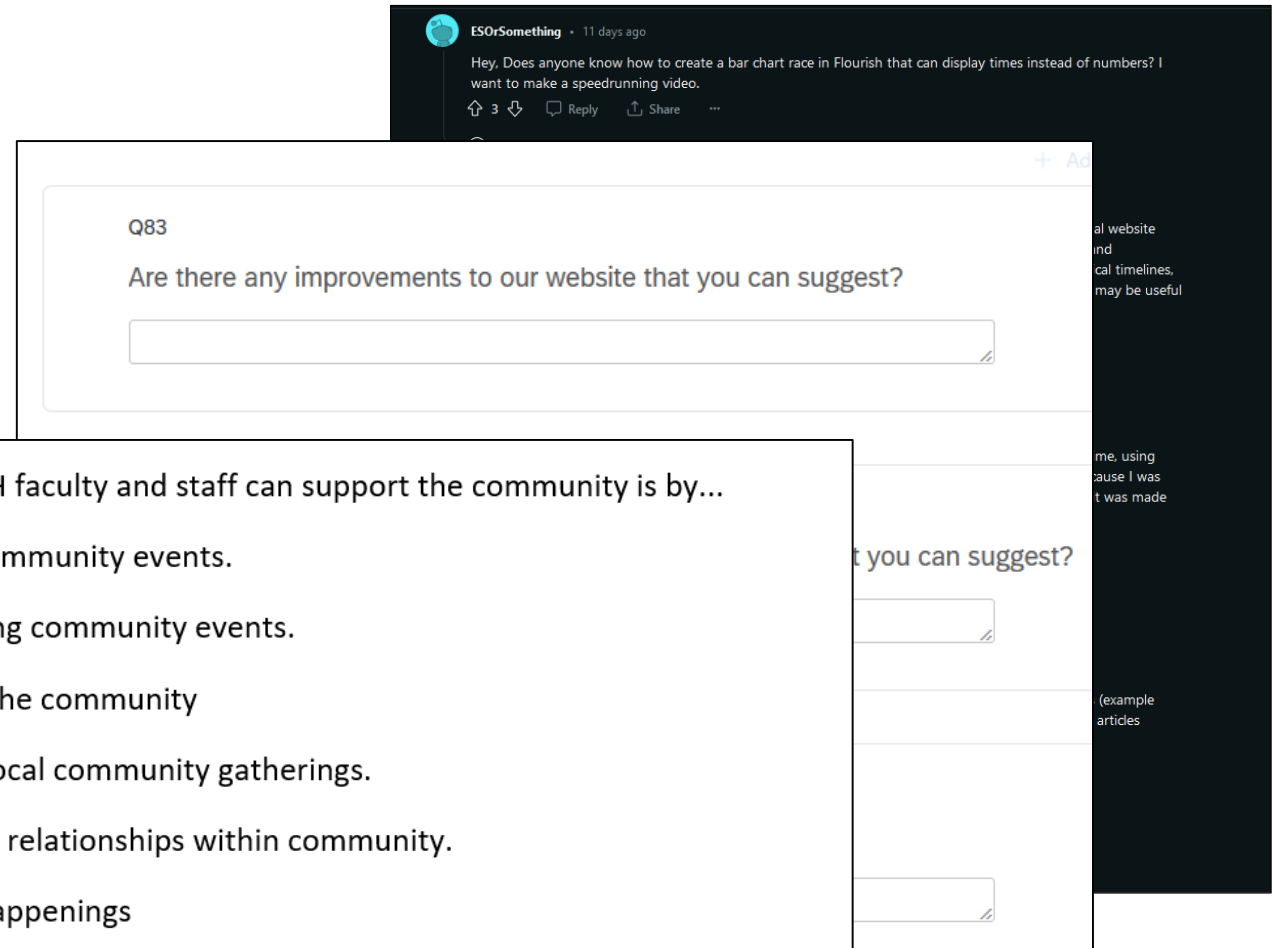 ESOrSomething • 11 days ago
Hey, Does anyone know how to create a bar chart race in Flourish that can display times instead of numbers? I
want to make a speedrunning video.
3 Reply Share ···
+ Ad
Q83
Are there any improvements to our website that you can suggest?
al website
and
cal timelines,
may be useful
me, using
cause I was
t was made
t you can suggest?
(example
articles
H faculty and staff can support the community is by...
mmunity events.
ng community events.
he community
ocal community gatherings.
relationships within community.
appenings